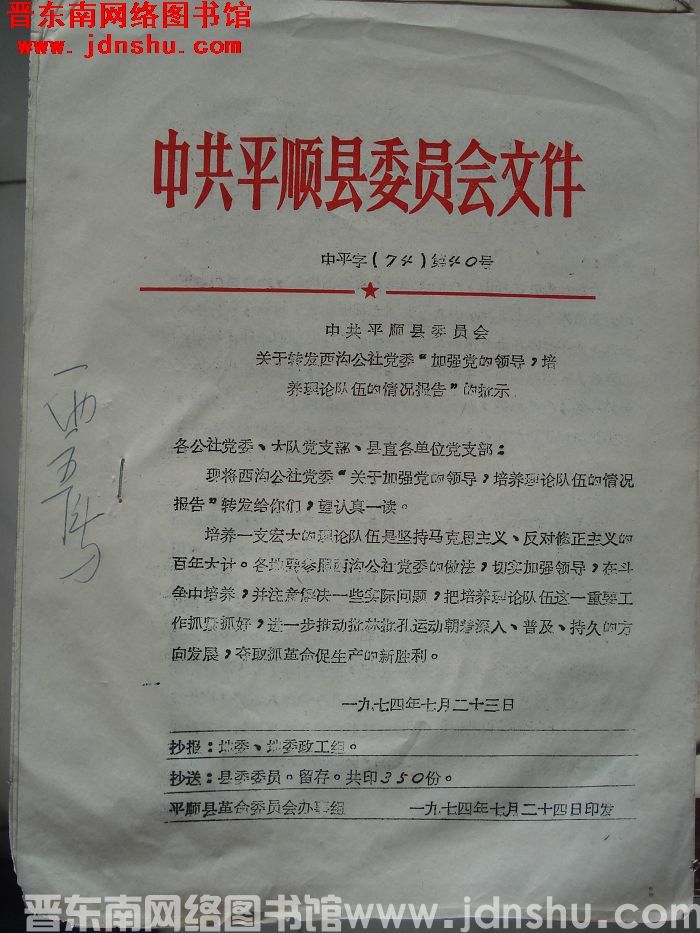 晋东南网络图书馆
www.jdnshu.com
中共平顺县委员会文件
中平字(74)第40号
中共平顺县委员会
关于转发西沟公社党委“加强党的领导,培
养理论队伍的情况报告”的批示
各公社党委、大队党支部、县直各单位党支部:
现将西沟公社党委“关于加强党的领导,培养理论队伍的情况
报告”转发给你们,望认真一读。
培养一支宏大的理论队伍是坚持马克思主义、反对修正主义的
百年大计。各地要参照西沟公社党委的做法,切实加强领导,在斗
争中培养,并注意解决一些实际问题,把培养理论队伍这一重要工
作抓紧抓好,进一步推动批林批孔运动朝着深入、普及、持久的方
向发展,夺取抓革命促生产的新胜利。
一九七四年七月二十三日
抄报:地委、地委政工组。
抄送:县委委员。留存。共印350份。
平顺县革命委员会办事组 一九七四年七月二十四日印发
晋东南网络图书馆www.jdnshu.com